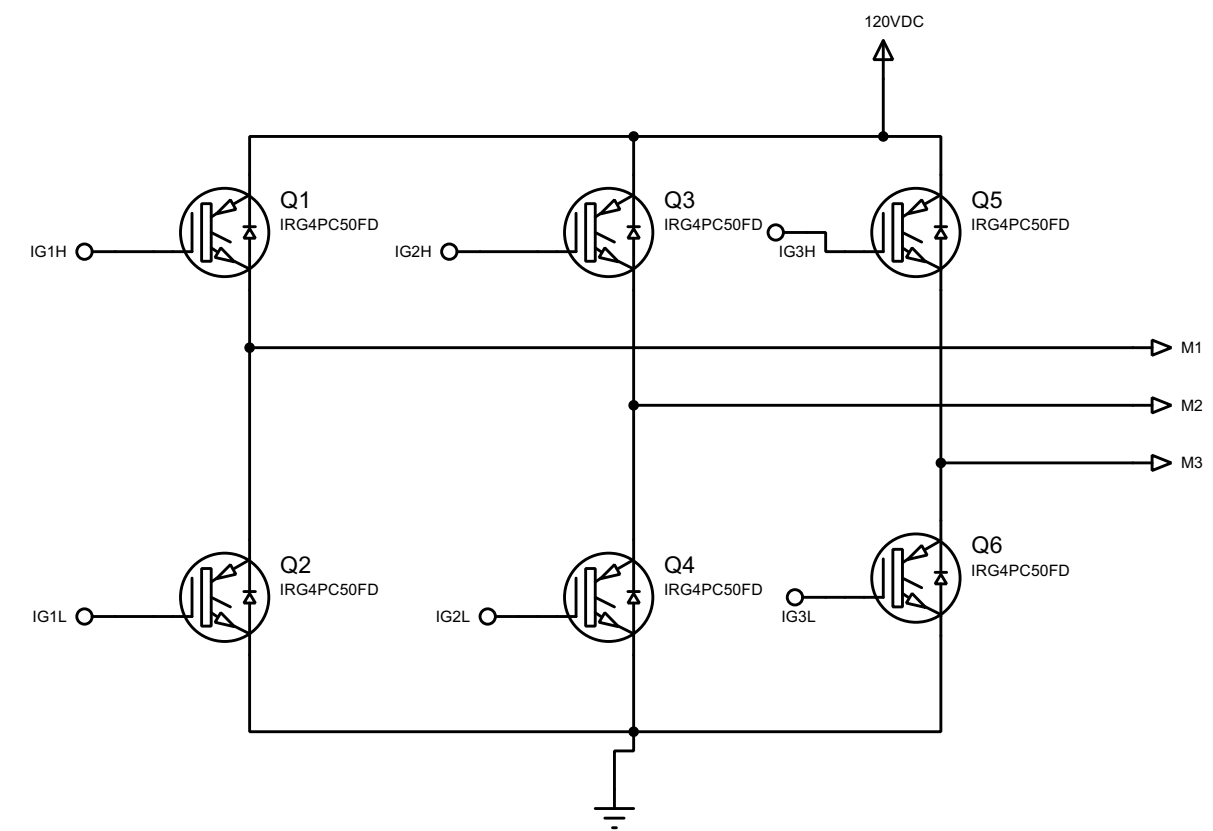 120VDC
Q1
IRG4PC50FD
IG1H
Q3
IRG4PC50FD
IG2H
Q5
IRG4PC50FD
IG3H
M1
M2
M3
Q2
IRG4PC50FD
IG1L
Q4
IRG4PC50FD
IG2L
Q6
IRG4PC50FD
IG3L